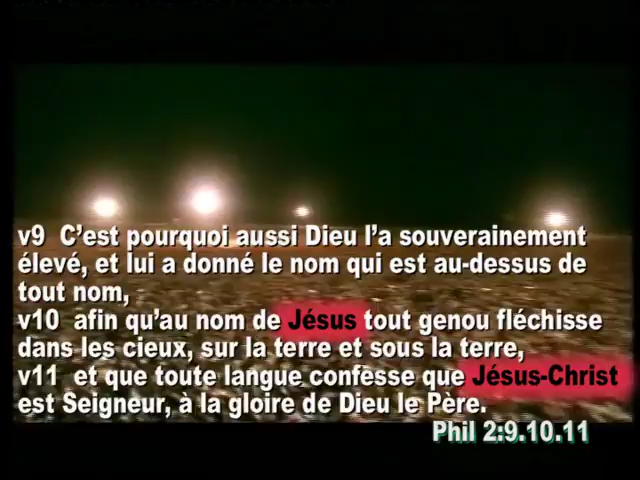 v9 C’est pourquoi aussi Dieu l’a souverainement
élevé, et lui a donné le nom qui est au-dessus de
tout nom,
v10 afin qu’au nom de Jésus tout genou fléchisse
dans les cieux, sur la terre et sous la terre,
v11 et que toute langue confesse que Jésus-Christ
est Seigneur, à la gloire de Dieu le Père.
Phil 2:9.10.11